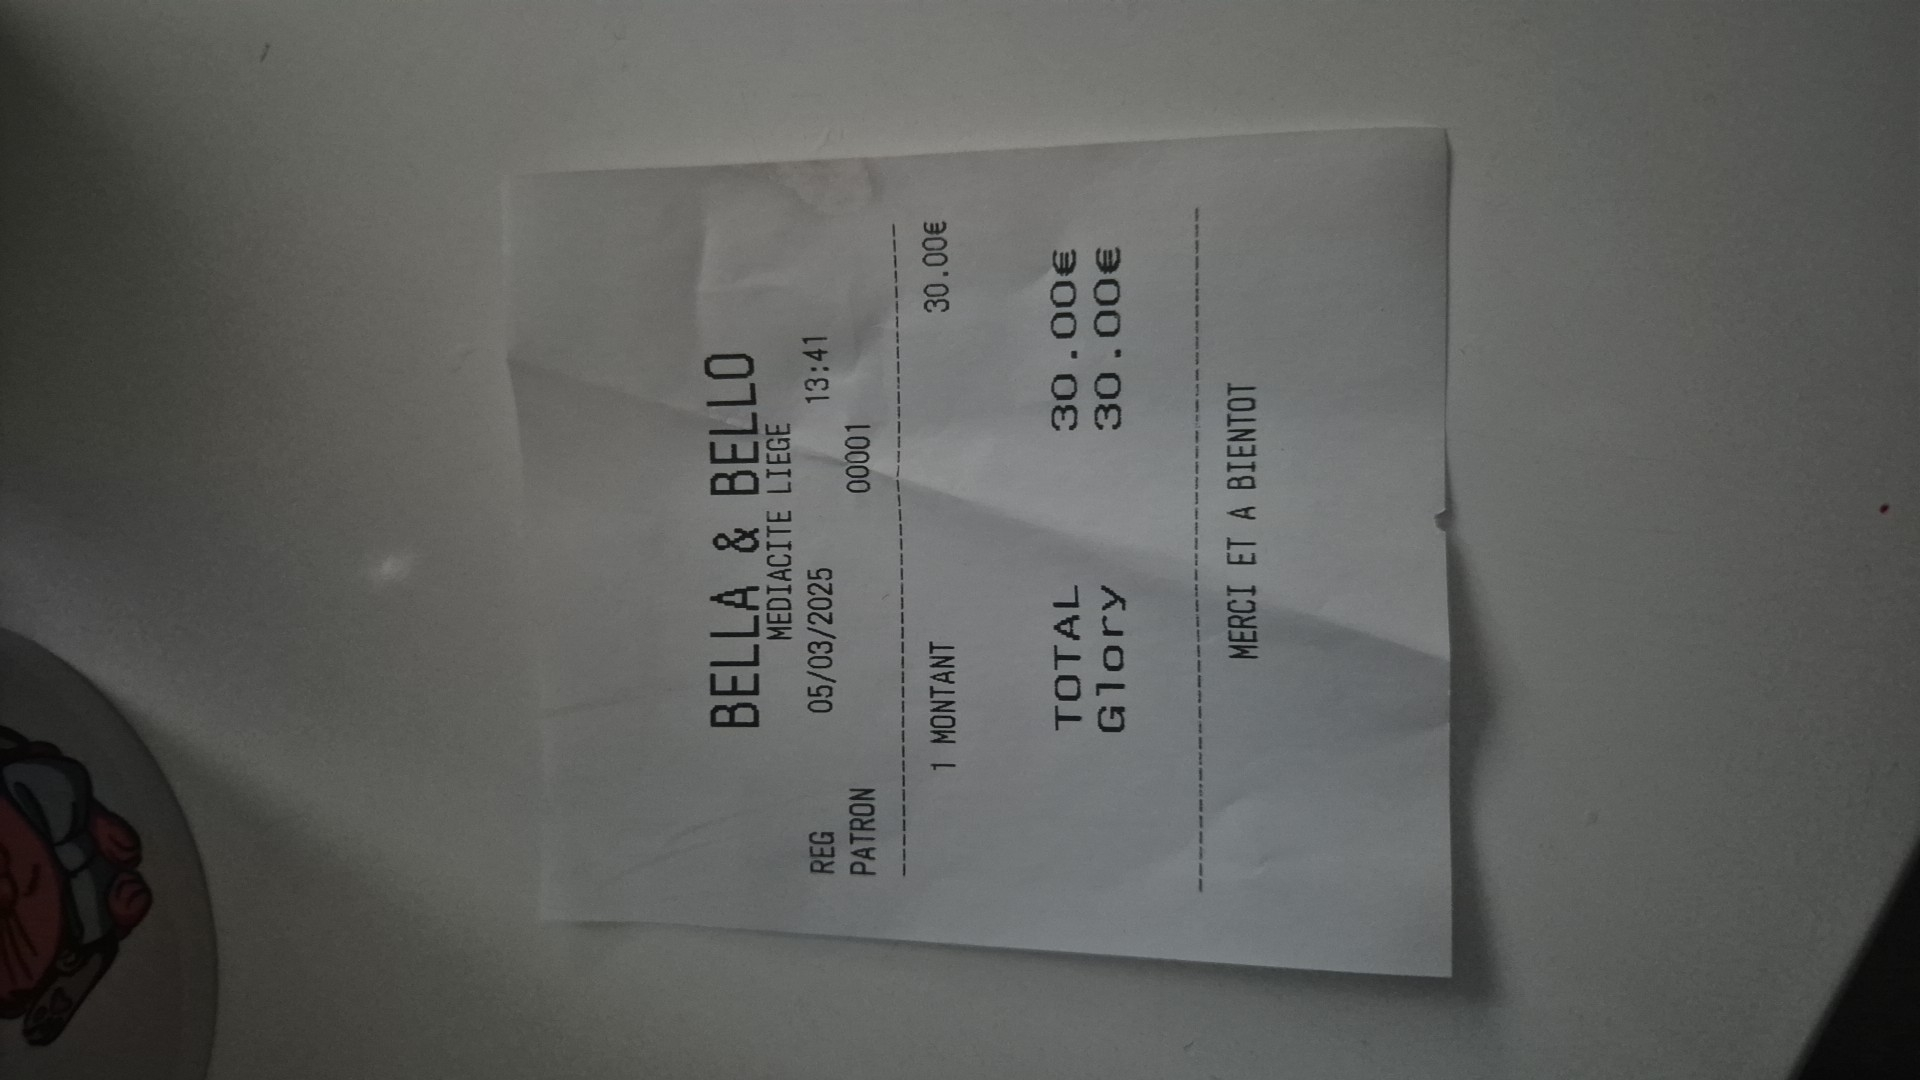 BELLA & BELLO
MEDIACITE LIEGE
REG 05/03/2025 13:41
PATRON 00001
1 MONTANT 30.00€
TOTAL 30.00€
Glory 30.00€
MERCI ET A BIENTOT